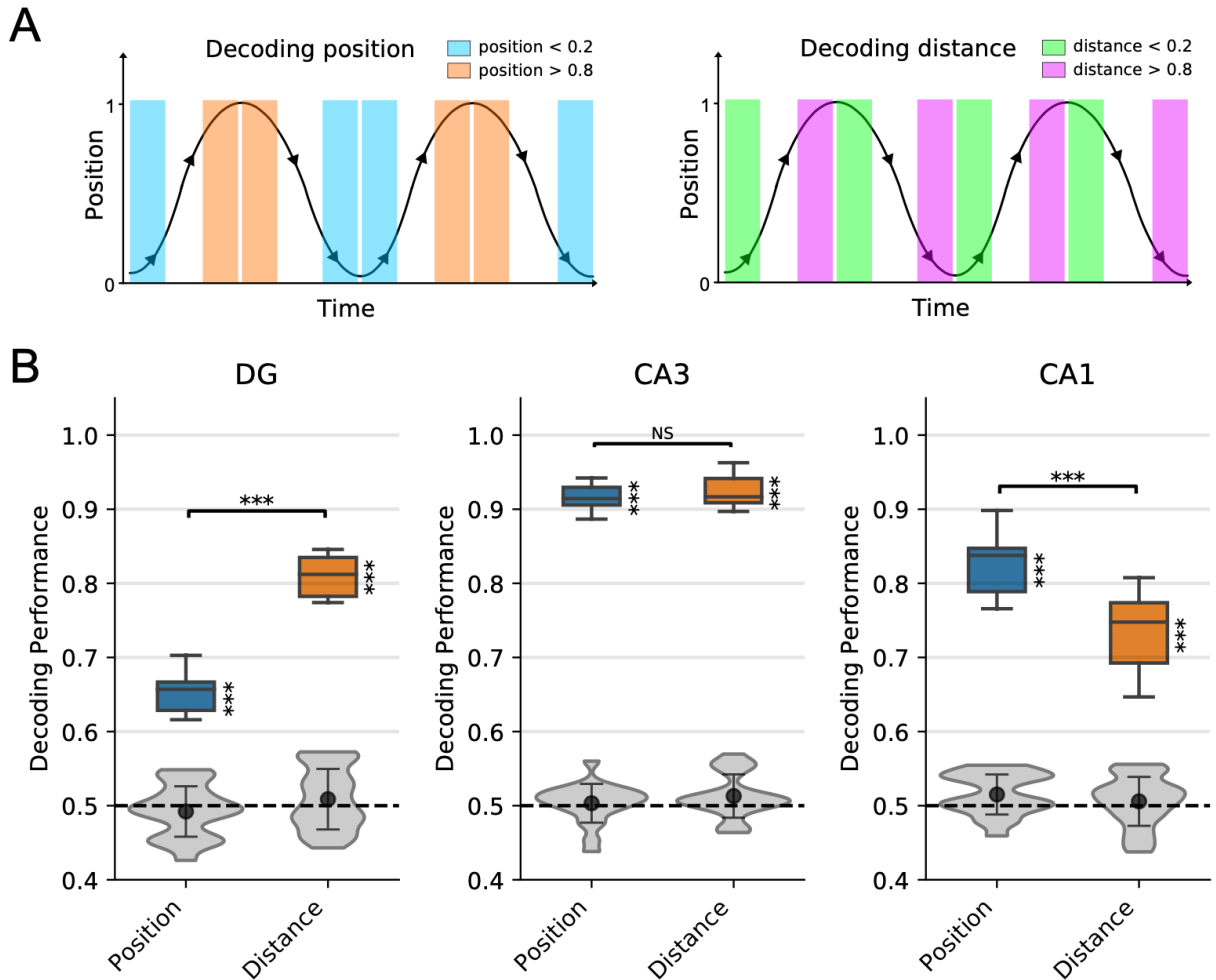 A
Decoding position
position < 0.2
position > 0.8
Position
1
0
Time
Decoding distance
distance < 0.2
distance > 0.8
Position
1
0
Time
B
DG
Decoding Performance
1.0
0.9
0.8
0.7
0.6
0.5
0.4
***
***
***
Position
Distance
CA3
Decoding Performance
1.0
0.9
0.8
0.7
0.6
0.5
0.4
NS
***
***
Position
Distance
CA1
Decoding Performance
1.0
0.9
0.8
0.7
0.6
0.5
0.4
***
***
***
Position
Distance